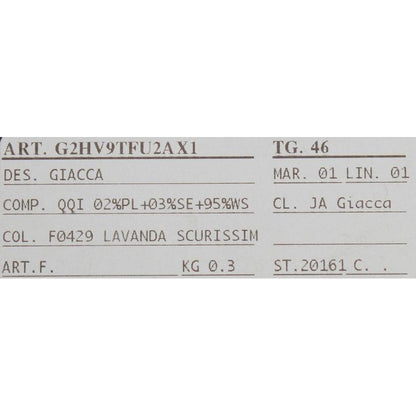 ART. G2HV9TFU2AX1 TG. 46
DES. GIACCA MAR. 01 LIN. 01
COMP. QQI 02%PL+03%SE+95%WS CL. JA Giacca
COL. F0429 LAVANDA SCURISSIM
ART.F. KG 0.3 ST.20161 C. .